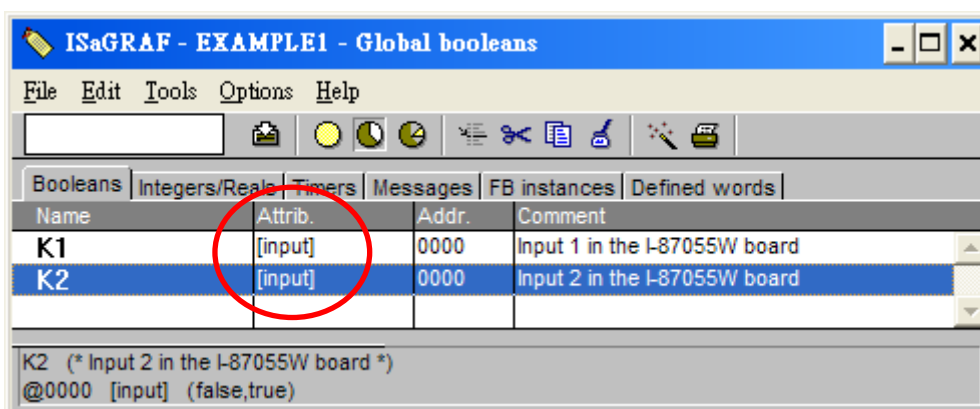 ISaGRAF - EXAMPLE1 - Global booleans
File Edit Tools Options Help
Booleans Integers/Reals Timers Messages FB instances Defined words
Name Attrib. Addr. Comment
K1 [input] 0000 Input 1 in the I-87055W board
K2 [input] 0000 Input 2 in the I-87055W board
K2 (* Input 2 in the I-87055W board *)
@0000 [input] (false,true)